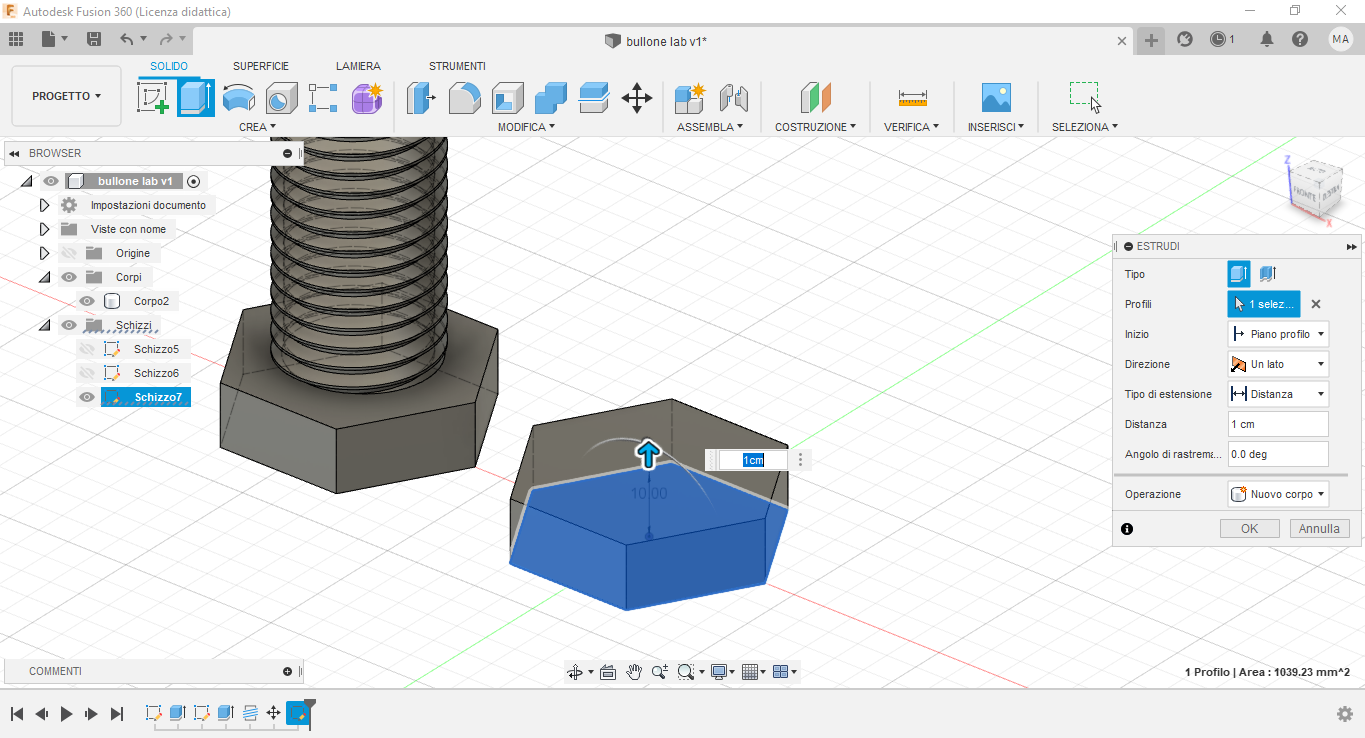 Autodesk Fusion 360 (Licenza didattica)
bullone lab v1*
1
MA
PROGETTO
SOLIDO SUPERFICIE LAMIERA STRUMENTI
CREA MODIFICA ASSEMBLA COSTRUZIONE VERIFICA INSERISCI SELEZIONA
BROWSER
bullone lab v1
Impostazioni documento
Viste con nome
Origine
Corpi
Corpo2
Schizzi
Schizzo5
Schizzo6
Schizzo7
Z
FRONTE
X
1cm
10.00
ESTRUDI
Tipo
Profili 1 selez...
Inizio Piano profilo
Direzione Un lato
Tipo di estensione Distanza
Distanza 1 cm
Angolo di rastrema... 0.0 deg
Operazione Nuovo corpo
OK Annulla
COMMENTI
1 Profilo | Area : 1039.23 mm^2